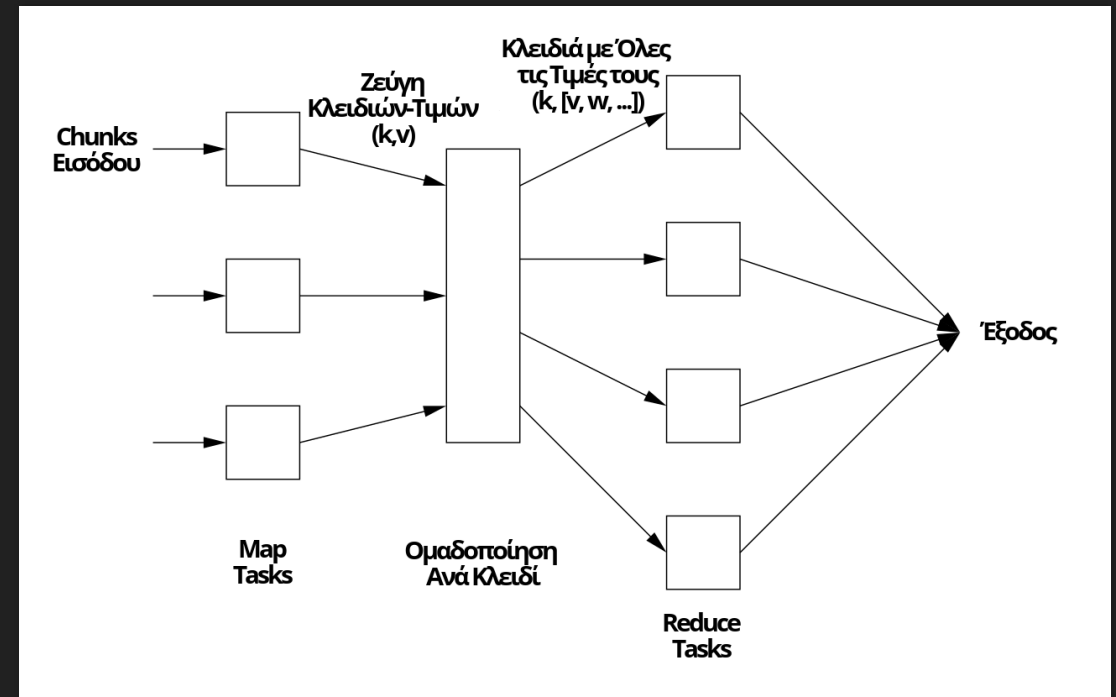 Κλειδιά με Όλες
τις Τιμές τους
(k, [v, w, ...])
Ζεύγη
Κλειδιών-Τιμών
(k,v)
Chunks
Εισόδου
Έξοδος
Map
Tasks
Ομαδοποίηση
Ανά Κλειδί
Reduce
Tasks